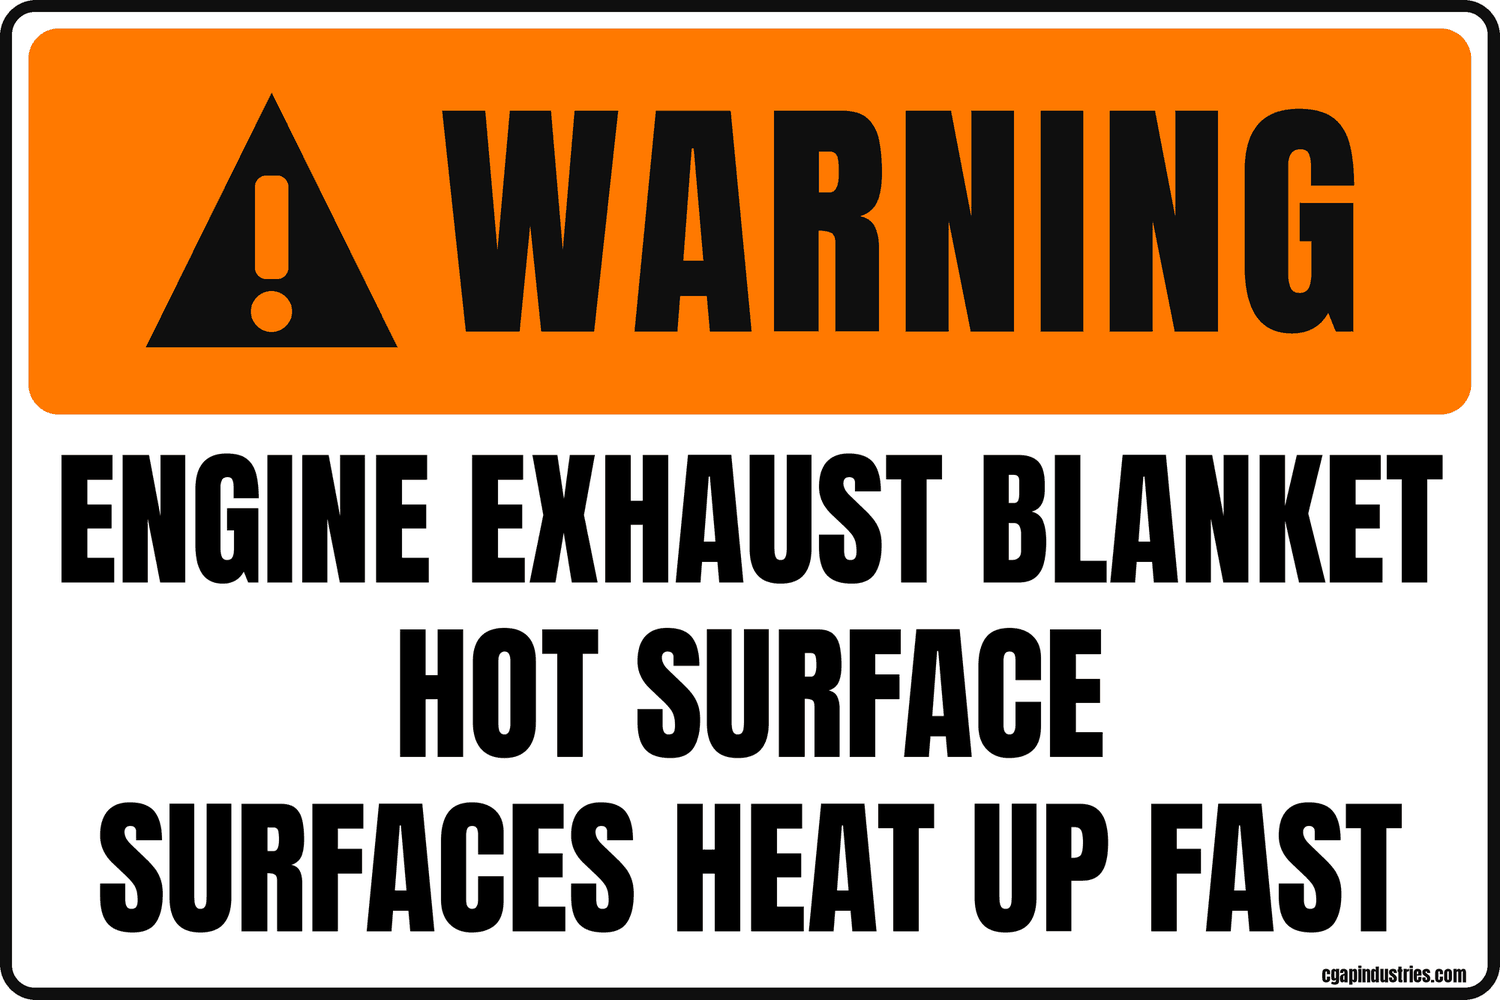 WARNING
ENGINE EXHAUST BLANKET
HOT SURFACE
SURFACES HEAT UP FAST
cgapindustries.com